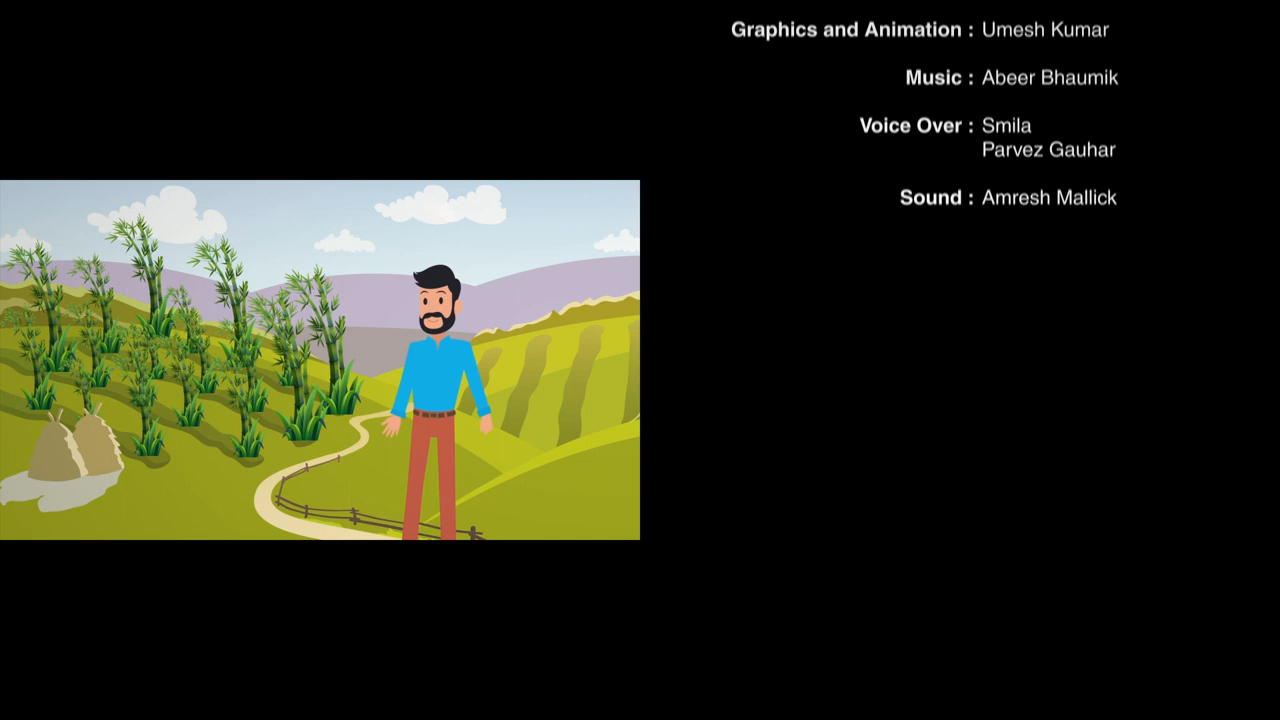 Graphics and Animation : Umesh Kumar
Music : Abeer Bhaumik
Voice Over : Smila
Parvez Gauhar
Sound : Amresh Mallick